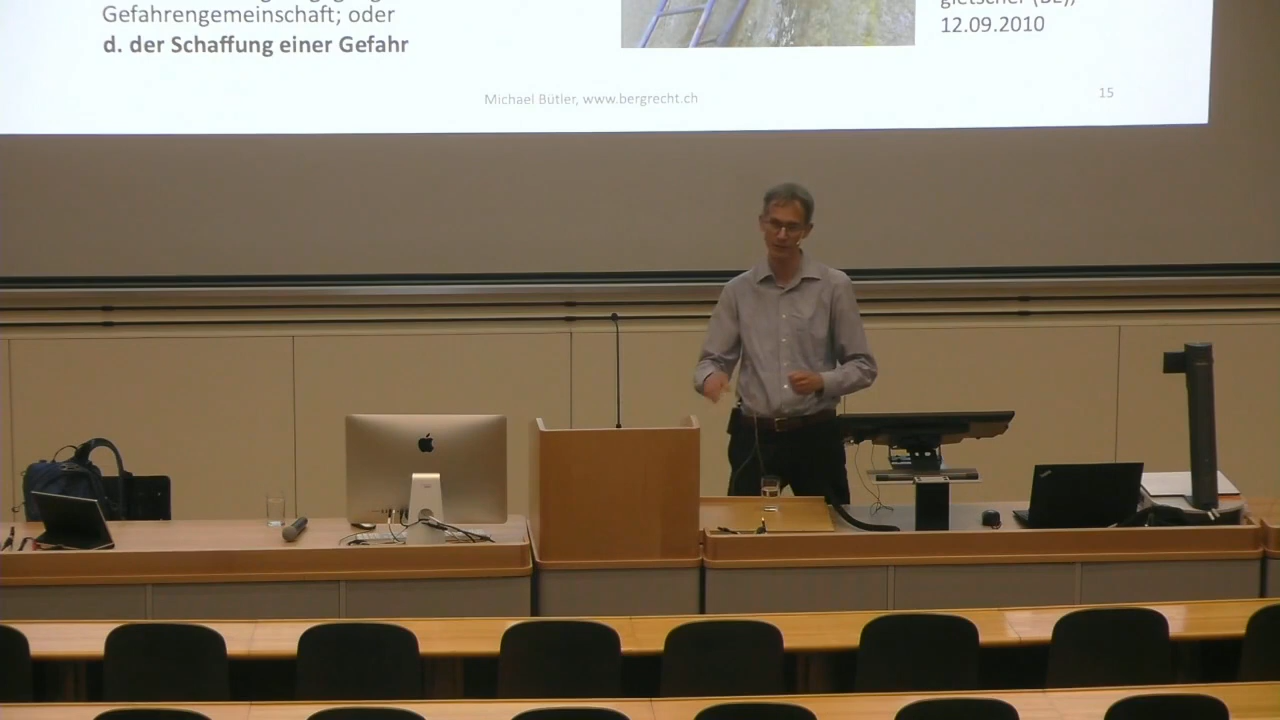 Gefahrengemeinschaft; oder
d. der Schaffung einer Gefahr
12.09.2010
Michael Bütler, www.bergrecht.ch
15